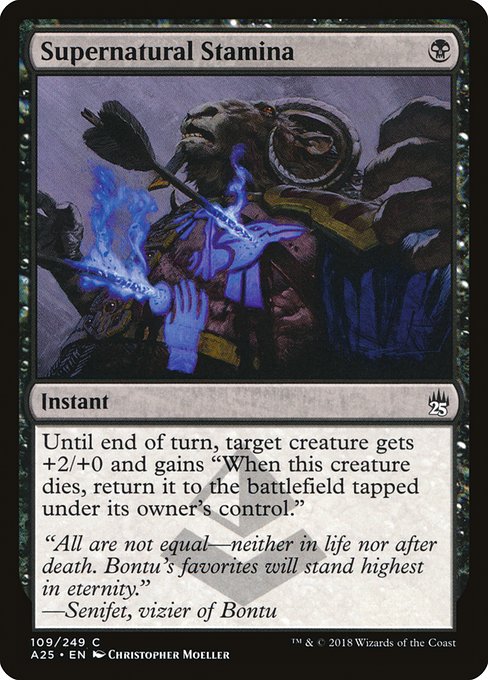 Supernatural Stamina
Instant
25
Until end of turn, target creature gets
+2/+0 and gains “When this creature
dies, return it to the battlefield tapped
under its owner’s control.”
“All are not equal—neither in life nor after
death. Bontu’s favorites will stand highest
in eternity.”
—Senifet, vizier of Bontu
109/249 C
A25 • EN Christopher Moeller
™ & © 2018 Wizards of the Coast